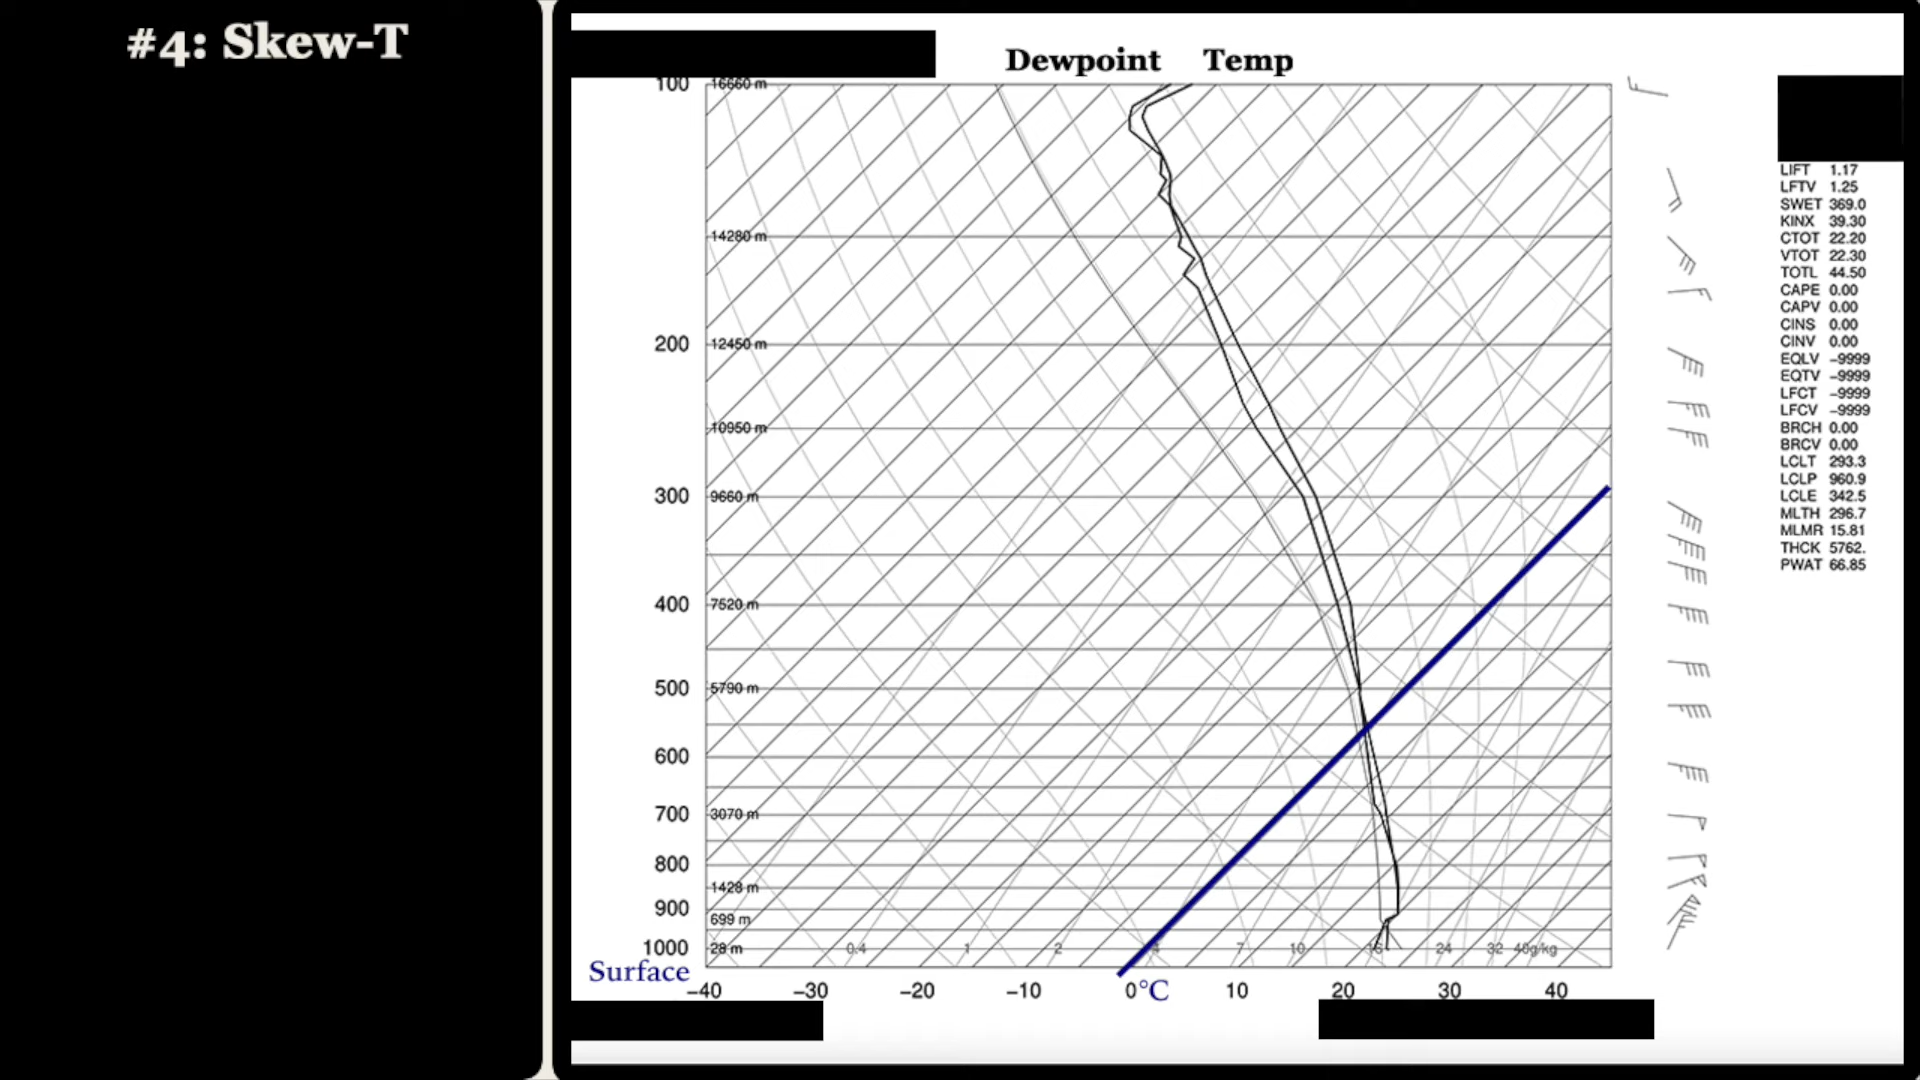 #4: Skew-T
Dewpoint Temp
100 16660 m
14280 m
200 12450 m
10950 m
300 9660 m
400 7520 m
500 5790 m
600
700 3070 m
800
1428 m
900
699 m
1000 28 m 0.4 1 2 4 7 10 16 24 32 40g/kg
Surface
-40 -30 -20 -10 0°C 10 20 30 40
LIFT 1.17
LFTV 1.25
SWET 369.0
KINX 39.30
CTOT 22.20
VTOT 22.30
TOTL 44.50
CAPE 0.00
CAPV 0.00
CINS 0.00
CINV 0.00
EQLV -9999
EQTV -9999
LFCT -9999
LFCV -9999
BRCH 0.00
BRCV 0.00
LCLT 293.3
LCLP 960.9
LCLE 342.5
MLTH 296.7
MLMR 15.81
THCK 5762.
PWAT 66.85